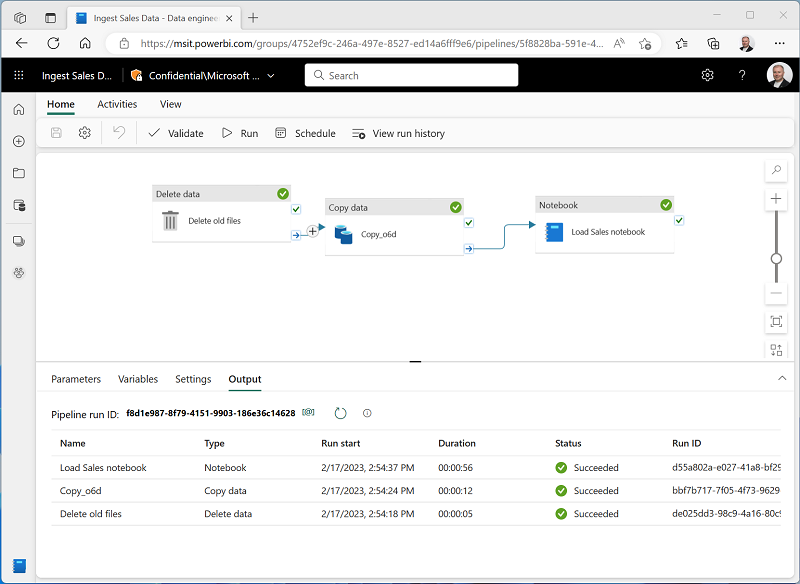 Ingest Sales Data - Data enginee
https://msit.powerbi.com/groups/4752ef9c-246a-497e-8527-ed14a6fff9e6/pipelines/5f8828ba-591e-4...
Ingest Sales D... Confidential\Microsoft ... Search ?
Home Activities View
Validate Run Schedule View run history
Delete data
Delete old files
Copy data
Copy_o6d
Notebook
Load Sales notebook
Parameters Variables Settings Output
Pipeline run ID: f8d1e987-8f79-4151-9903-186e36c14628
Name Type Run start Duration Status Run ID
Load Sales notebook Notebook 2/17/2023, 2:54:37 PM 00:00:56 Succeeded d55a802a-e027-41a8-bf29
Copy_o6d Copy data 2/17/2023, 2:54:24 PM 00:00:12 Succeeded bbf7b717-7f05-4f73-9629
Delete old files Delete data 2/17/2023, 2:54:18 PM 00:00:05 Succeeded de025dd3-98c9-4a16-80c9